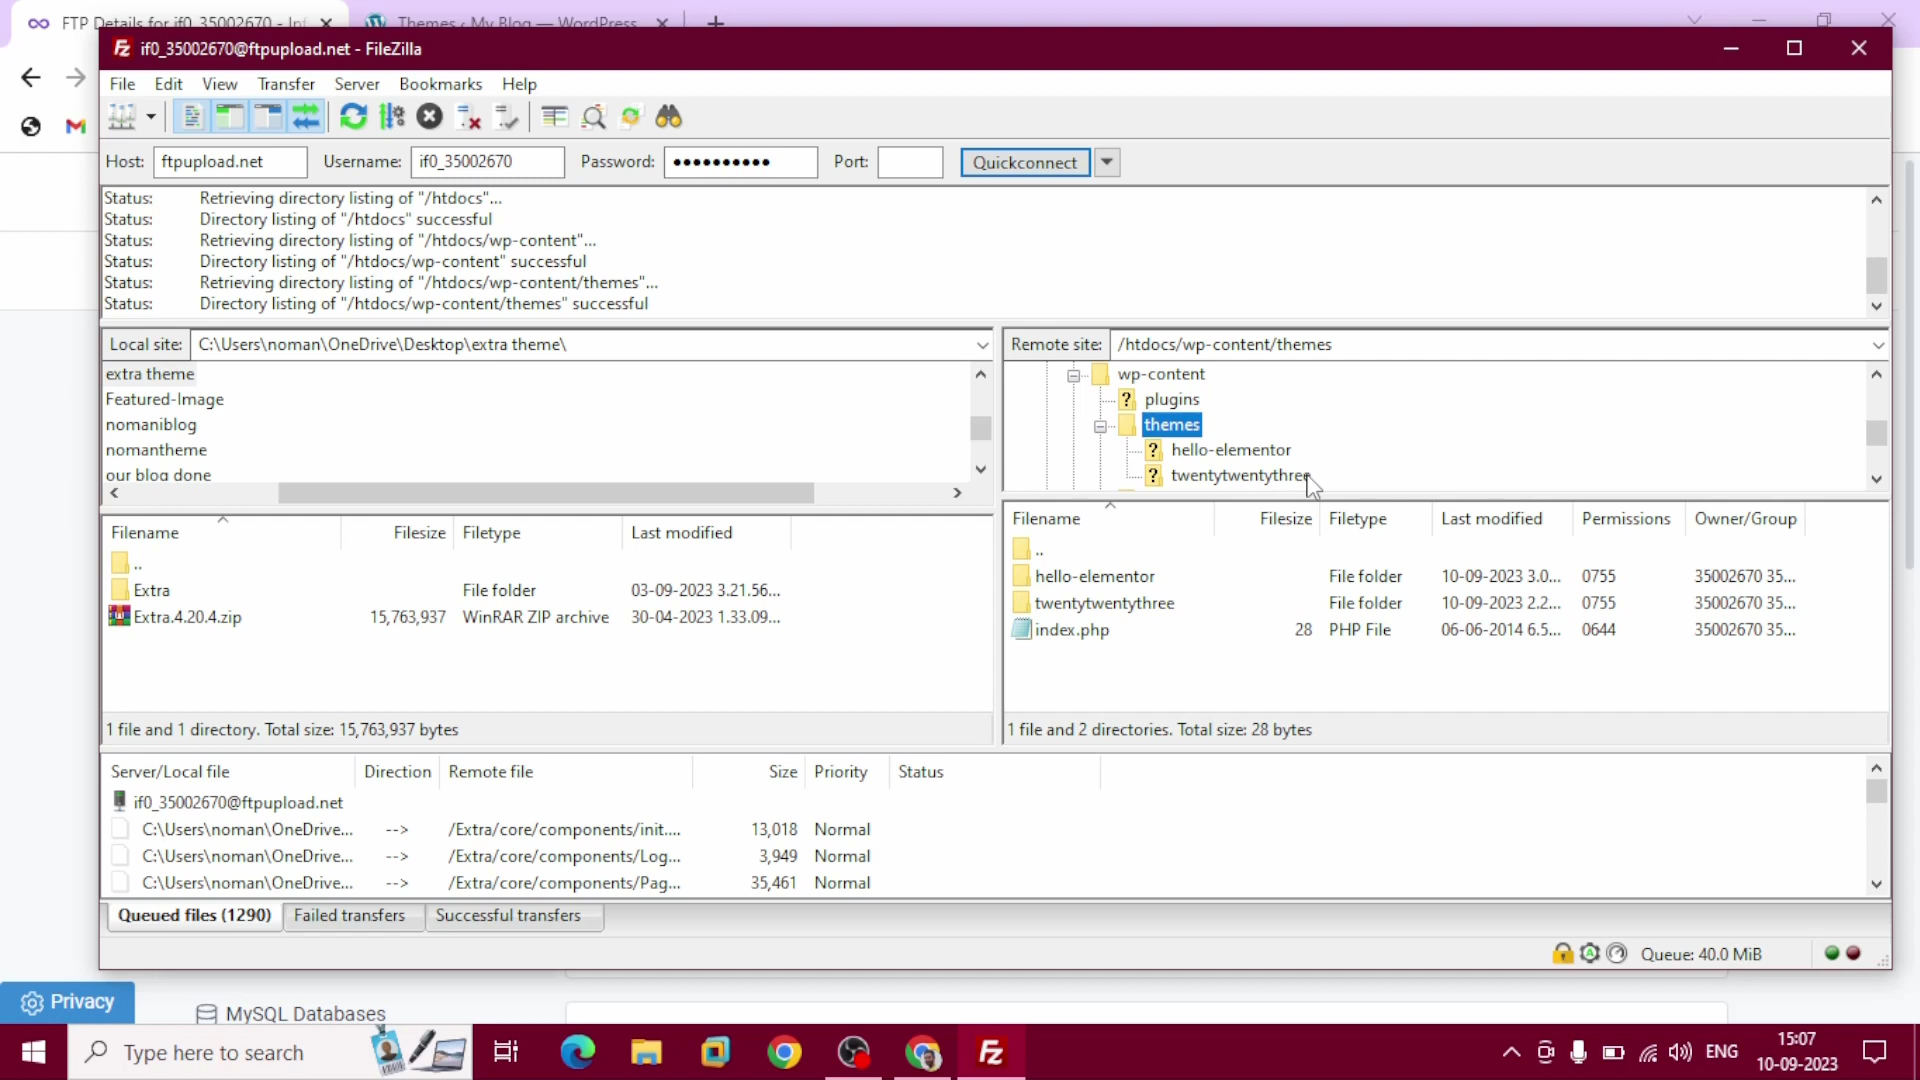 FTP Details for if0_35002670 - Inf
Themes ‹ My Blog — WordPress
if0_35002670@ftpupload.net - FileZilla
File Edit View Transfer Server Bookmarks Help
Host: ftpupload.net Username: if0_35002670 Password: ●●●●●●●●●● Port: Quickconnect
Status: Retrieving directory listing of "/htdocs"...
Status: Directory listing of "/htdocs" successful
Status: Retrieving directory listing of "/htdocs/wp-content"...
Status: Directory listing of "/htdocs/wp-content" successful
Status: Retrieving directory listing of "/htdocs/wp-content/themes"...
Status: Directory listing of "/htdocs/wp-content/themes" successful
Local site: C:\Users\noman\OneDrive\Desktop\extra theme\
extra theme
Featured-Image
nomaniblog
nomantheme
our blog done
Filename Filesize Filetype Last modified
..
Extra File folder 03-09-2023 3.21.56...
Extra.4.20.4.zip 15,763,937 WinRAR ZIP archive 30-04-2023 1.33.09...
1 file and 1 directory. Total size: 15,763,937 bytes
Remote site: /htdocs/wp-content/themes
wp-content
? plugins
themes
? hello-elementor
? twentytwentythree
Filename Filesize Filetype Last modified Permissions Owner/Group
..
hello-elementor File folder 10-09-2023 3.0... 0755 35002670 35...
twentytwentythree File folder 10-09-2023 2.2... 0755 35002670 35...
index.php 28 PHP File 06-06-2014 6.5... 0644 35002670 35...
1 file and 2 directories. Total size: 28 bytes
Server/Local file Direction Remote file Size Priority Status
if0_35002670@ftpupload.net
C:\Users\noman\OneDrive... --> /Extra/core/components/init.... 13,018 Normal
C:\Users\noman\OneDrive... --> /Extra/core/components/Log... 3,949 Normal
C:\Users\noman\OneDrive... --> /Extra/core/components/Pag... 35,461 Normal
Queued files (1290) Failed transfers Successful transfers
Queue: 40.0 MiB
Privacy
MySQL Databases
Type here to search
ENG
15:07
10-09-2023